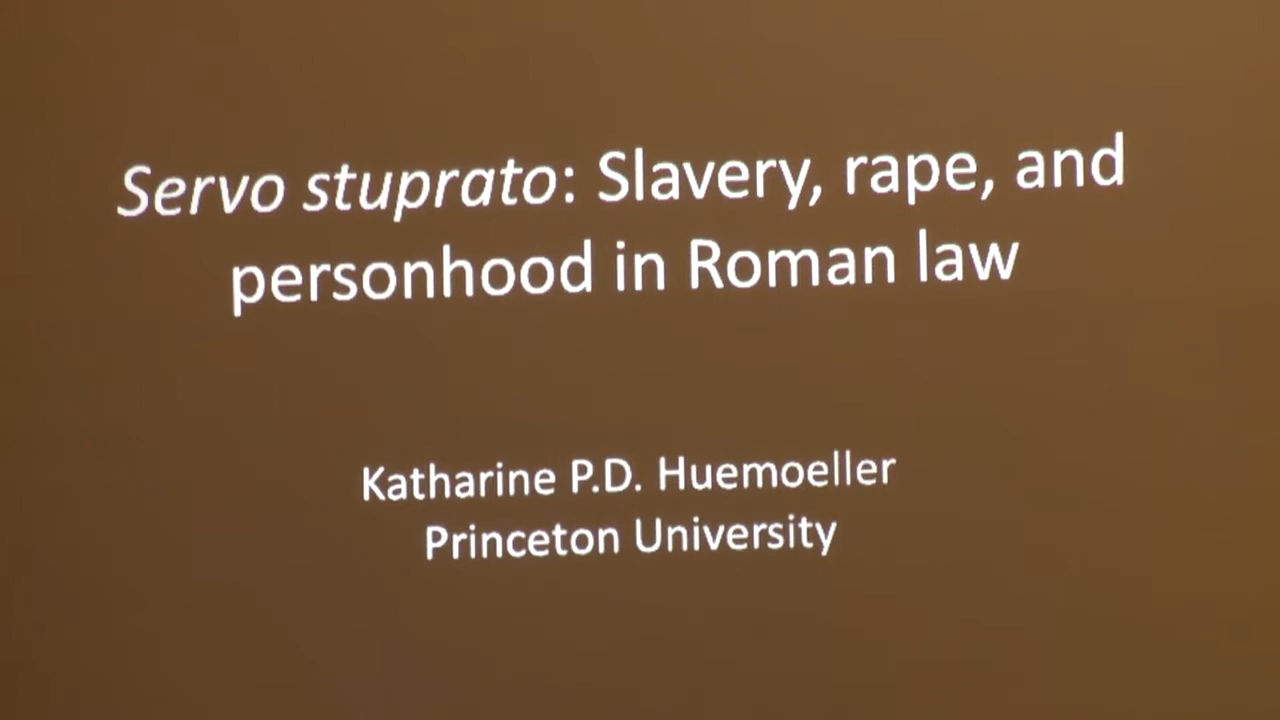 Servo stuprato: Slavery, rape, and
personhood in Roman law
Katharine P.D. Huemoeller
Princeton University